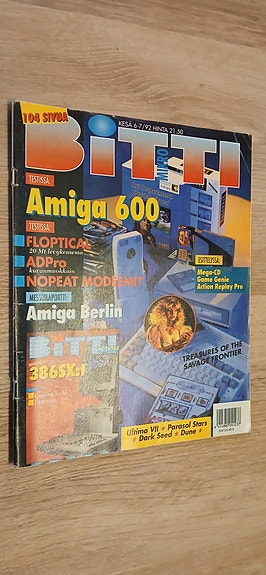 104 SIVUA
KESÄ 6-7/92 HINTA 21,50
BITTI
MICRO
TESTISSÄ
Amiga 600
TESTISSÄ
FLOPTICAL
20 Mt levykeasema
ADPro
kuvanmuokkain
NOPEAT MODEEMIT
MESSURAPORTTI:
Amiga Berlin
ESITTELYSSÄ:
Mega-CD
Game Genie
Action Replay Pro
BITTI
386SX:t
TREASURES OF THE
SAVAGE FRONTIER
Ultima VII * Parasol Stars
Dark Seed * Dune *